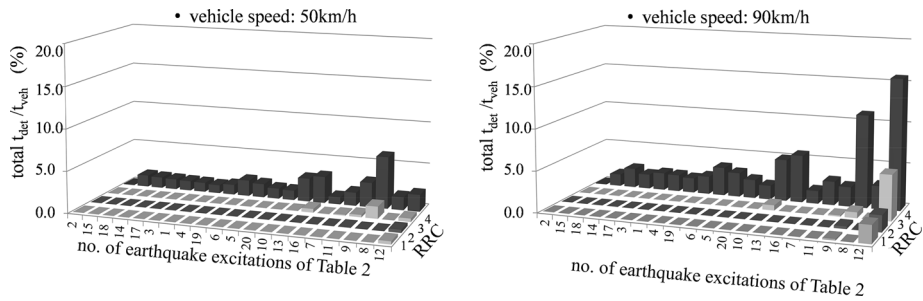 • vehicle speed: 50km/h
total t_det /t_veh (%)
20.0
15.0
10.0
5.0
0.0
2 15 18 14 17 3 1 4 19 6 5 20 10 13 16 7 11 9 8 12
1 2 3 4
RRC
no. of earthquake excitations of Table 2
• vehicle speed: 90km/h
total t_det /t_veh (%)
20.0
15.0
10.0
5.0
0.0
2 15 18 14 17 3 1 4 19 6 5 20 10 13 16 7 11 9 8 12
1 2 3 4
RRC
no. of earthquake excitations of Table 2